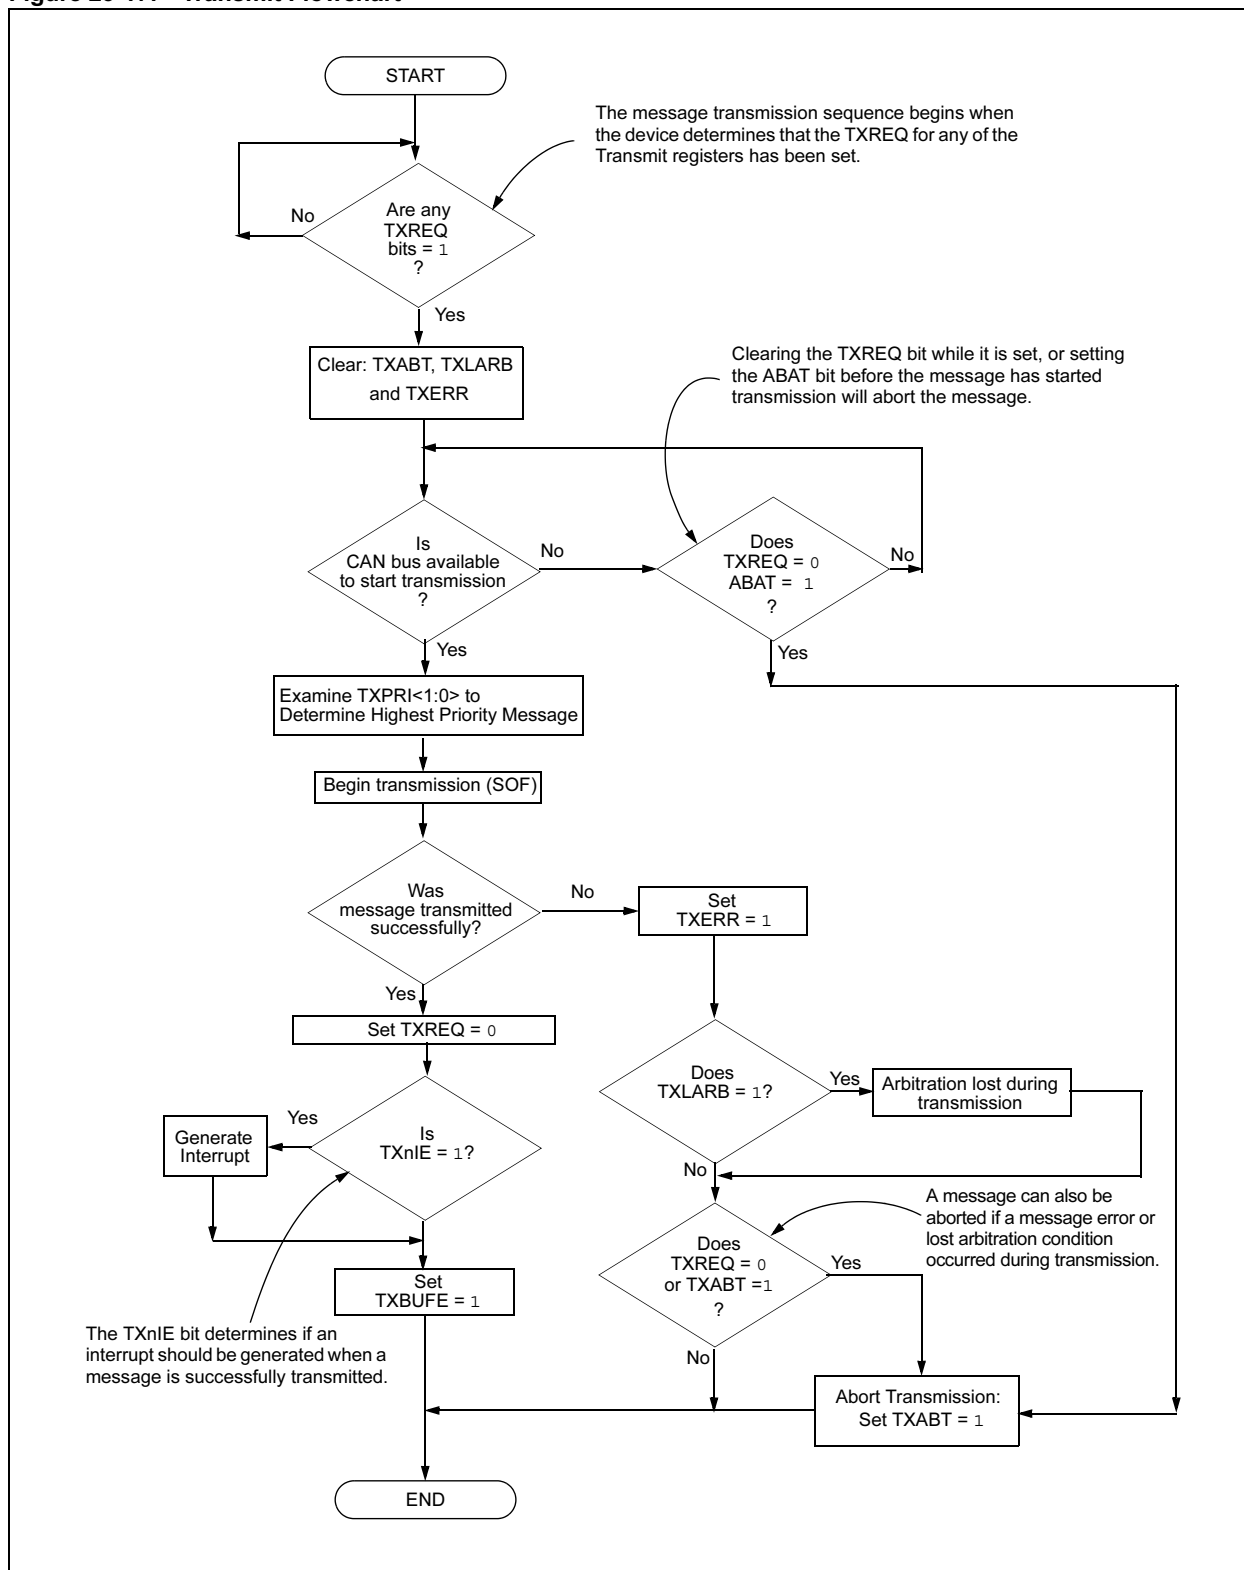 START
The message transmission sequence begins when
the device determines that the TXREQ for any of the
Transmit registers has been set.
No
Are any
TXREQ
bits = 1
?
Yes
Clear: TXABT, TXLARB
and TXERR
Clearing the TXREQ bit while it is set, or setting
the ABAT bit before the message has started
transmission will abort the message.
Is
CAN bus available
to start transmission
?
No
Does
TXREQ = 0
ABAT = 1
?
No
Yes
Yes
Examine TXPRI<1:0> to
Determine Highest Priority Message
Begin transmission (SOF)
Was
message transmitted
successfully?
No
Set
TXERR = 1
Yes
Set TXREQ = 0
Does
TXLARB = 1?
Yes
Arbitration lost during
transmission
Yes
Generate
Interrupt
Is
TXnIE = 1?
No
A message can also be
aborted if a message error or
lost arbitration condition
occurred during transmission.
Does
TXREQ = 0
or TXABT =1
?
Yes
Set
TXBUFE = 1
The TXnIE bit determines if an
interrupt should be generated when a
message is successfully transmitted.
No
Abort Transmission:
Set TXABT = 1
END